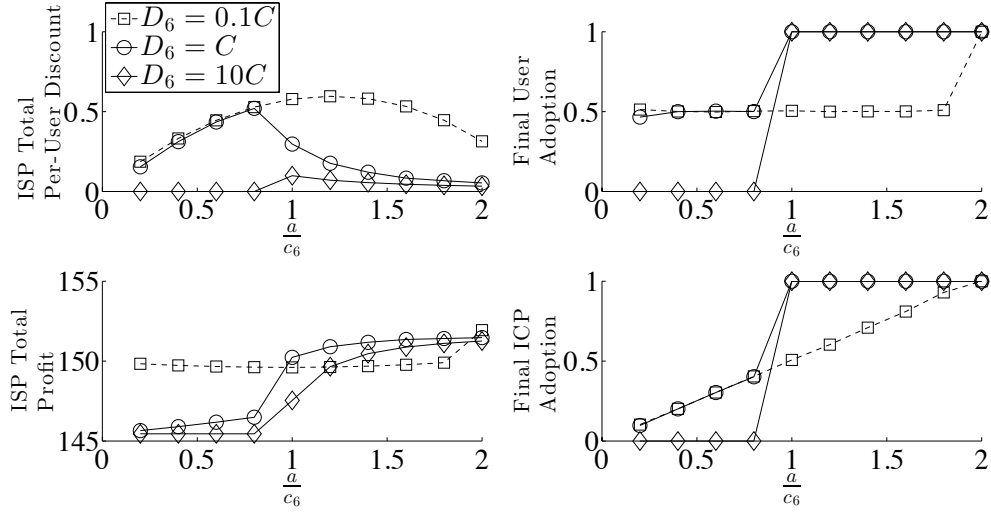 D₆ = 0.1C
D₆ = C
D₆ = 10C
ISP Total
Per-User Discount
1
0.5
0
0 0.5 1 1.5 2
a/c₆
Final User
Adoption
1
0.5
0
0 0.5 1 1.5 2
a/c₆
ISP Total
Profit
155
150
145
0 0.5 1 1.5 2
a/c₆
Final ICP
Adoption
1
0.5
0
0 0.5 1 1.5 2
a/c₆